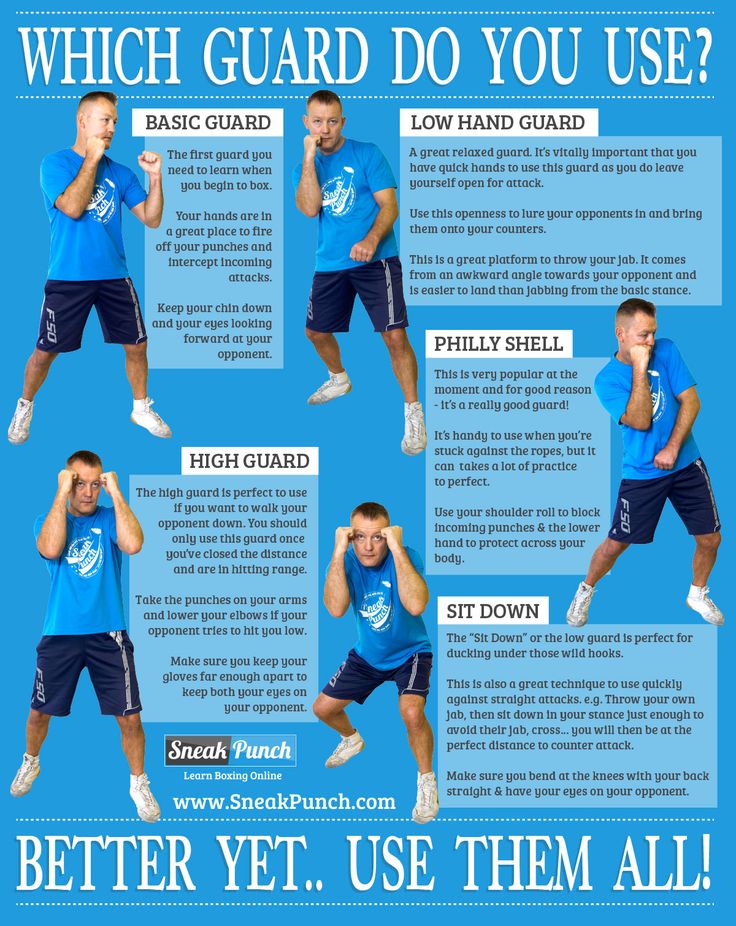 WHICH GUARD DO YOU USE?
BASIC GUARD
The first guard you
need to learn when
you begin to box.
Your hands are in
a great place to fire
off your punches and
intercept incoming
attacks.
Keep your chin down
and your eyes looking
forward at your
opponent.
LOW HAND GUARD
A great relaxed guard. It's vitally important that you
have quick hands to use this guard as you do leave
yourself open for attack.
Use this openness to lure your opponents in and bring
them onto your counters.
This is a great platform to throw your jab. It comes
from an awkward angle towards your opponent and
is easier to land than jabbing from the basic stance.
PHILLY SHELL
This is very popular at the
moment and for good reason
- it's a really good guard!
It's handy to use when you're
stuck against the ropes, but it
can takes a lot of practice
to perfect.
Use your shoulder roll to block
incoming punches & the lower
hand to protect across your
body.
HIGH GUARD
The high guard is perfect to use
if you want to walk your
opponent down. You should
only use this guard once
you've closed the distance
and are in hitting range.
Take the punches on your arms
and lower your elbows if your
opponent tries to hit you low.
Make sure you keep your
gloves far enough apart to
keep both your eyes on
your opponent.
SIT DOWN
The "Sit Down" or the low guard is perfect for
ducking under those wild hooks.
This is also a great technique to use quickly
against straight attacks. e.g. Throw your own
jab, then sit down in your stance just enough to
avoid their jab, cross... you will then be at the
perfect distance to counter attack.
Make sure you bend at the knees with your back
straight & have your eyes on your opponent.
Sneak Punch
Learn Boxing Online
www.SneakPunch.com
BETTER YET.. USE THEM ALL!